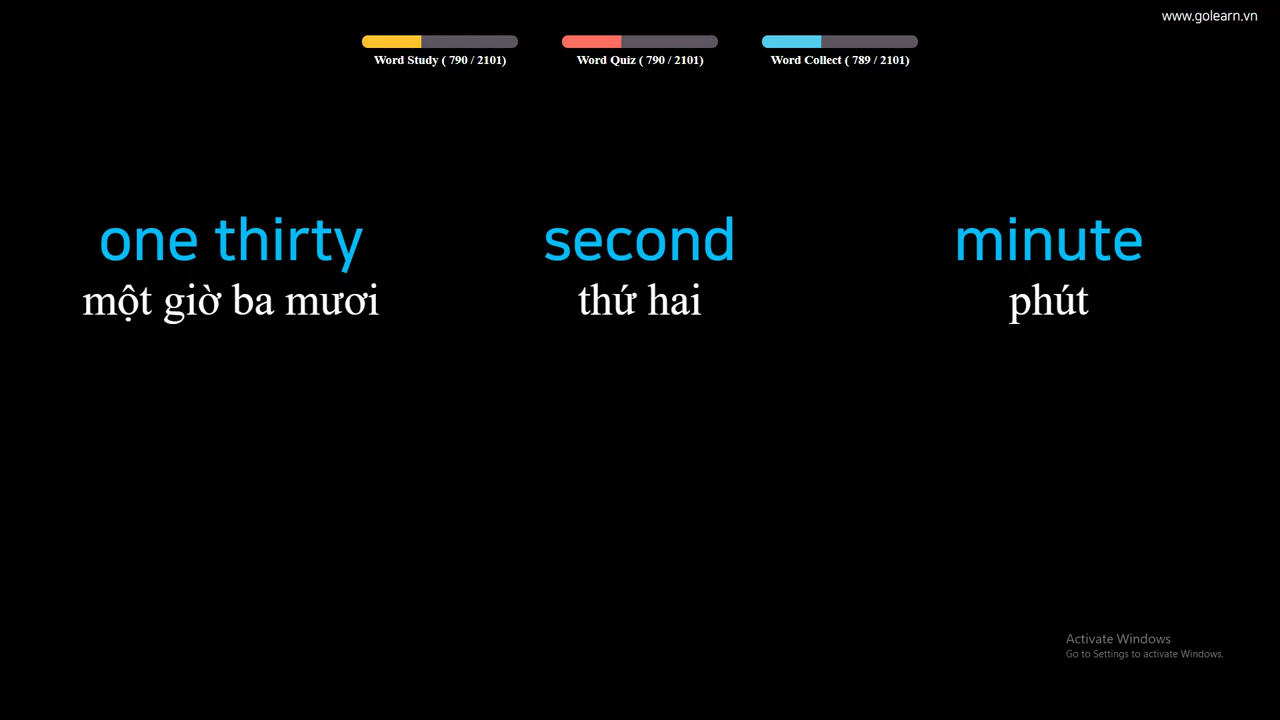 www.golearn.vn
Word Study ( 790 / 2101)
Word Quiz ( 790 / 2101)
Word Collect ( 789 / 2101)
one thirty
second
minute
một giờ ba mươi
thứ hai
phút
Activate Windows
Go to Settings to activate Windows.